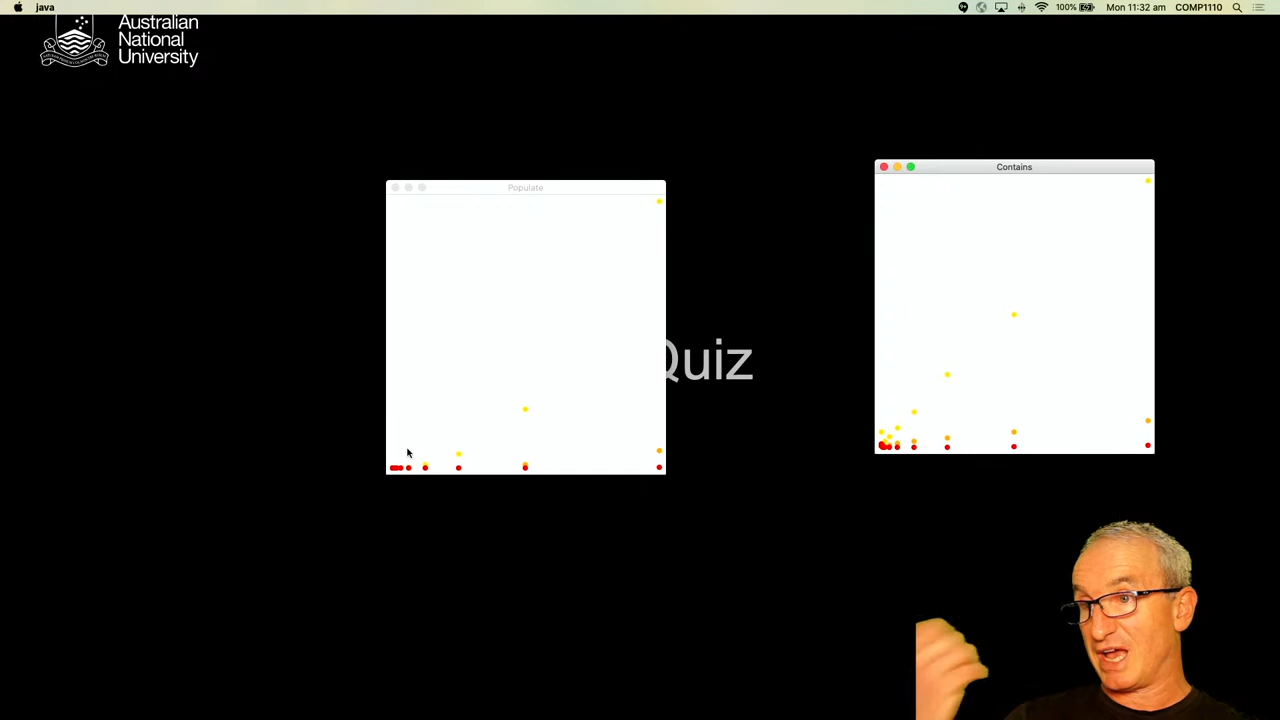 java
100%
Mon 11:32 am
COMP1110
Australian
National
University
Populate
Contains
Quiz